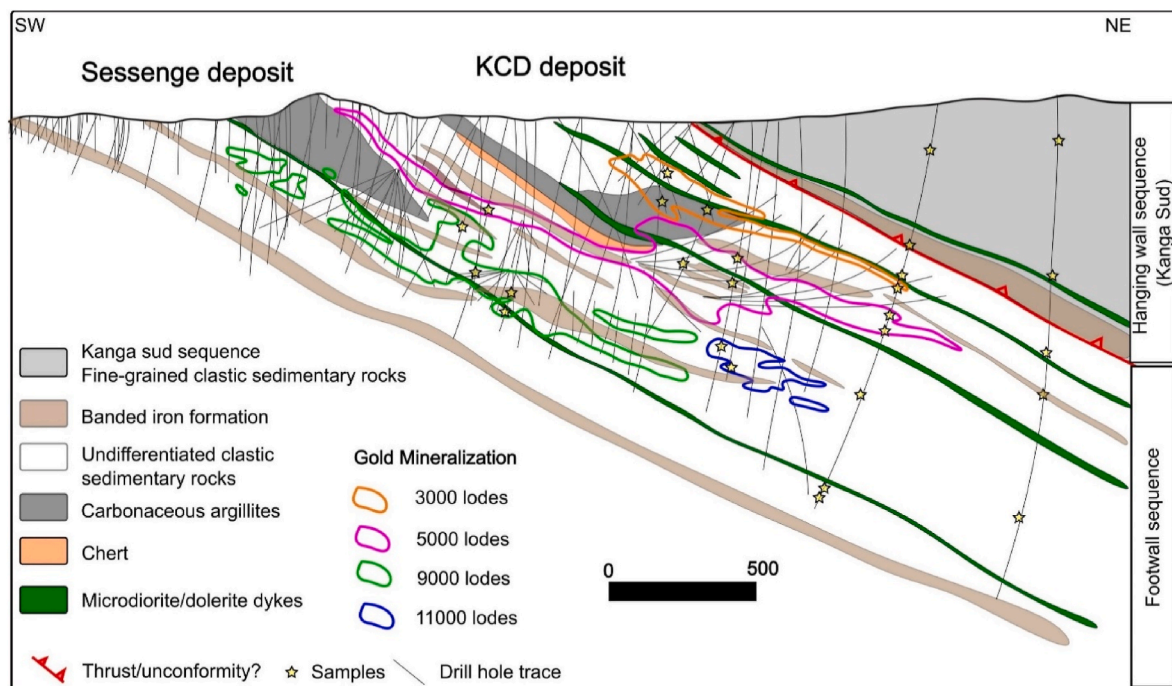 SW
NE
Sessenge deposit
KCD deposit
Hanging wall sequence
(Kanga Sud)
Footwall sequence
Kanga sud sequence
Fine-grained clastic sedimentary rocks
Banded iron formation
Undifferentiated clastic
sedimentary rocks
Carbonaceous argillites
Chert
Microdiorite/dolerite dykes
Thrust/unconformity?
Samples
Drill hole trace
Gold Mineralization
3000 lodes
5000 lodes
9000 lodes
11000 lodes
0
500